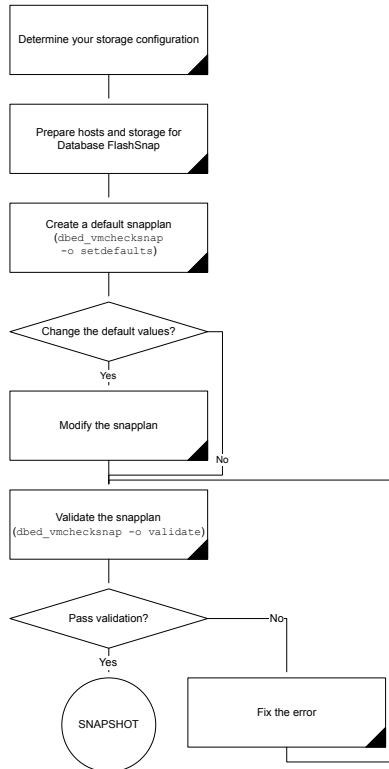 Determine your storage configuration
Prepare hosts and storage for
Database FlashSnap
Create a default snapplan
(dbed_vmchecksnap
-o setdefaults)
Change the default values?
Yes
Modify the snapplan
No
Validate the snapplan
(dbed_vmchecksnap -o validate)
Pass validation?
No
Yes
SNAPSHOT
Fix the error